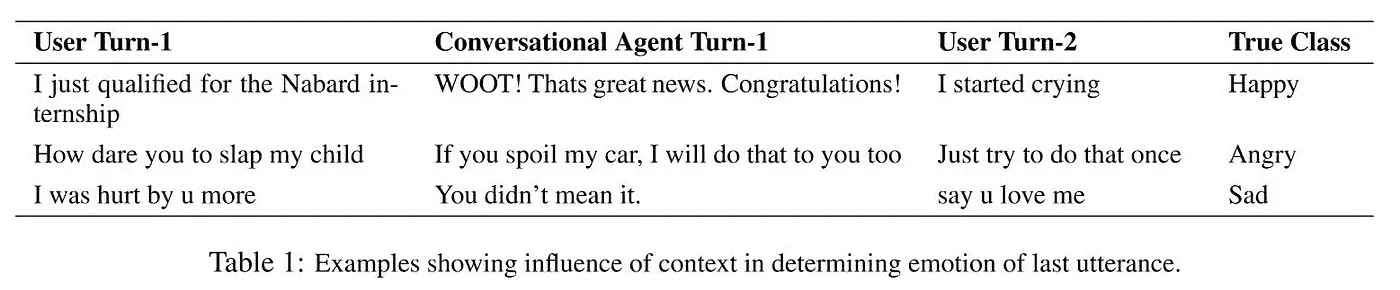 User Turn-1 Conversational Agent Turn-1 User Turn-2 True Class
I just qualified for the Nabard in- WOOT! Thats great news. Congratulations! I started crying Happy
ternship
How dare you to slap my child If you spoil my car, I will do that to you too Just try to do that once Angry
I was hurt by u more You didn’t mean it. say u love me Sad
Table 1: Examples showing influence of context in determining emotion of last utterance.